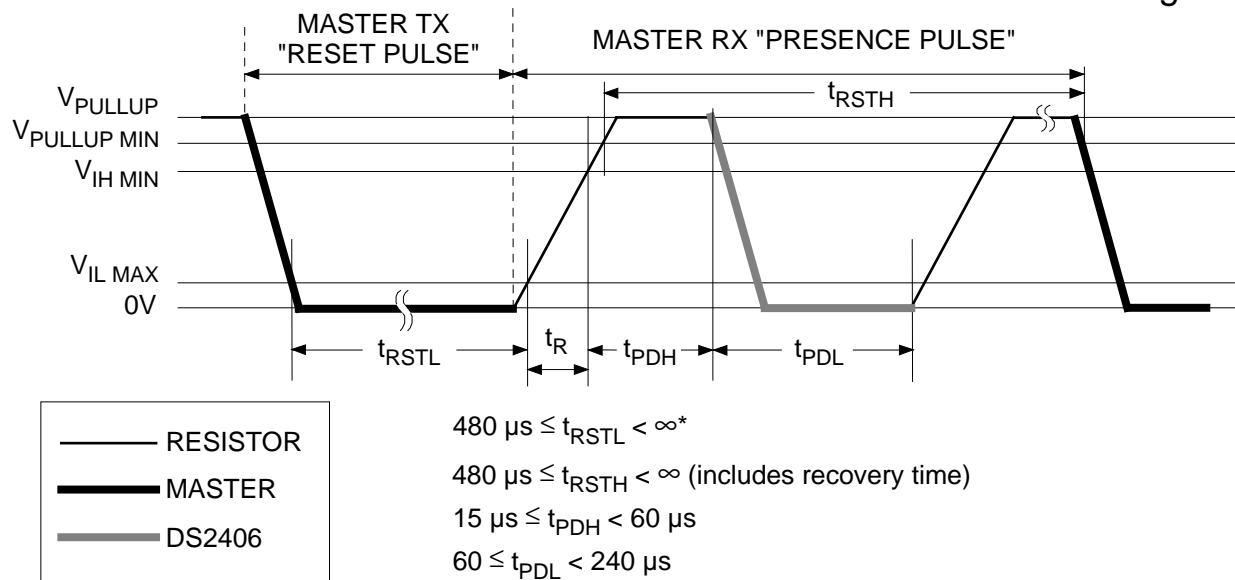 g
MASTER TX
"RESET PULSE"
MASTER RX "PRESENCE PULSE"
tRSTH
VPULLUP
VPULLUP MIN
VIH MIN
VIL MAX
0V
tRSTL
tR
tPDH
tPDL
RESISTOR
MASTER
DS2406
480 µs ≤ tRSTL < ∞*
480 µs ≤ tRSTH < ∞ (includes recovery time)
15 µs ≤ tPDH < 60 µs
60 ≤ tPDL < 240 µs